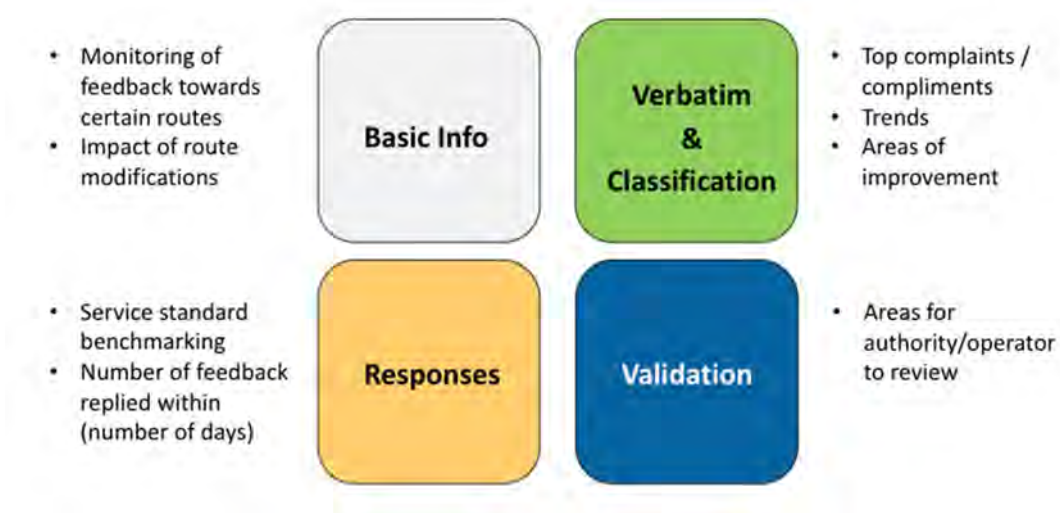 • Monitoring of
feedback towards
certain routes
• Impact of route
modifications
Basic Info
Verbatim
&
Classification
• Top complaints /
compliments
• Trends
• Areas of
improvement
• Service standard
benchmarking
• Number of feedback
replied within
(number of days)
Responses
Validation
• Areas for
authority/operator
to review